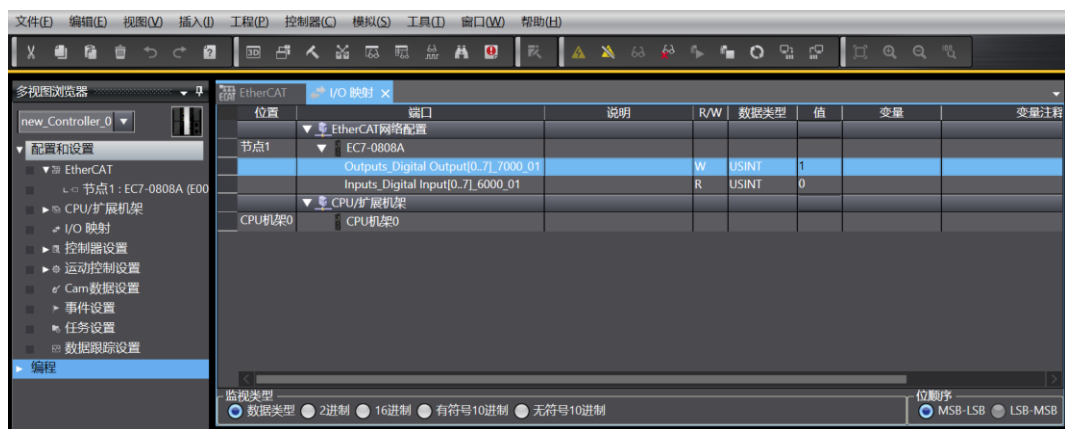 文件(F) 编辑(E) 视图(V) 插入(I) 工程(P) 控制器(C) 模拟(S) 工具(T) 窗口(W) 帮助(H)
多视图浏览器
new_Controller_0
配置和设置
EtherCAT
节点1 : EC7-0808A (E00
CPU/扩展机架
I/O 映射
控制器设置
运动控制设置
Cam数据设置
事件设置
任务设置
数据跟踪设置
编程
EtherCAT I/O 映射
位置 端口 说明 R/W 数据类型 值 变量 变量注释
EtherCAT网络配置
节点1 EC7-0808A
Outputs_Digital Output[0..7]_7000_01 W USINT 1
Inputs_Digital Input[0..7]_6000_01 R USINT 0
CPU/扩展机架
CPU机架0 CPU机架0
监视类型
数据类型 2进制 16进制 有符号10进制 无符号10进制
位顺序
MSB-LSB LSB-MSB